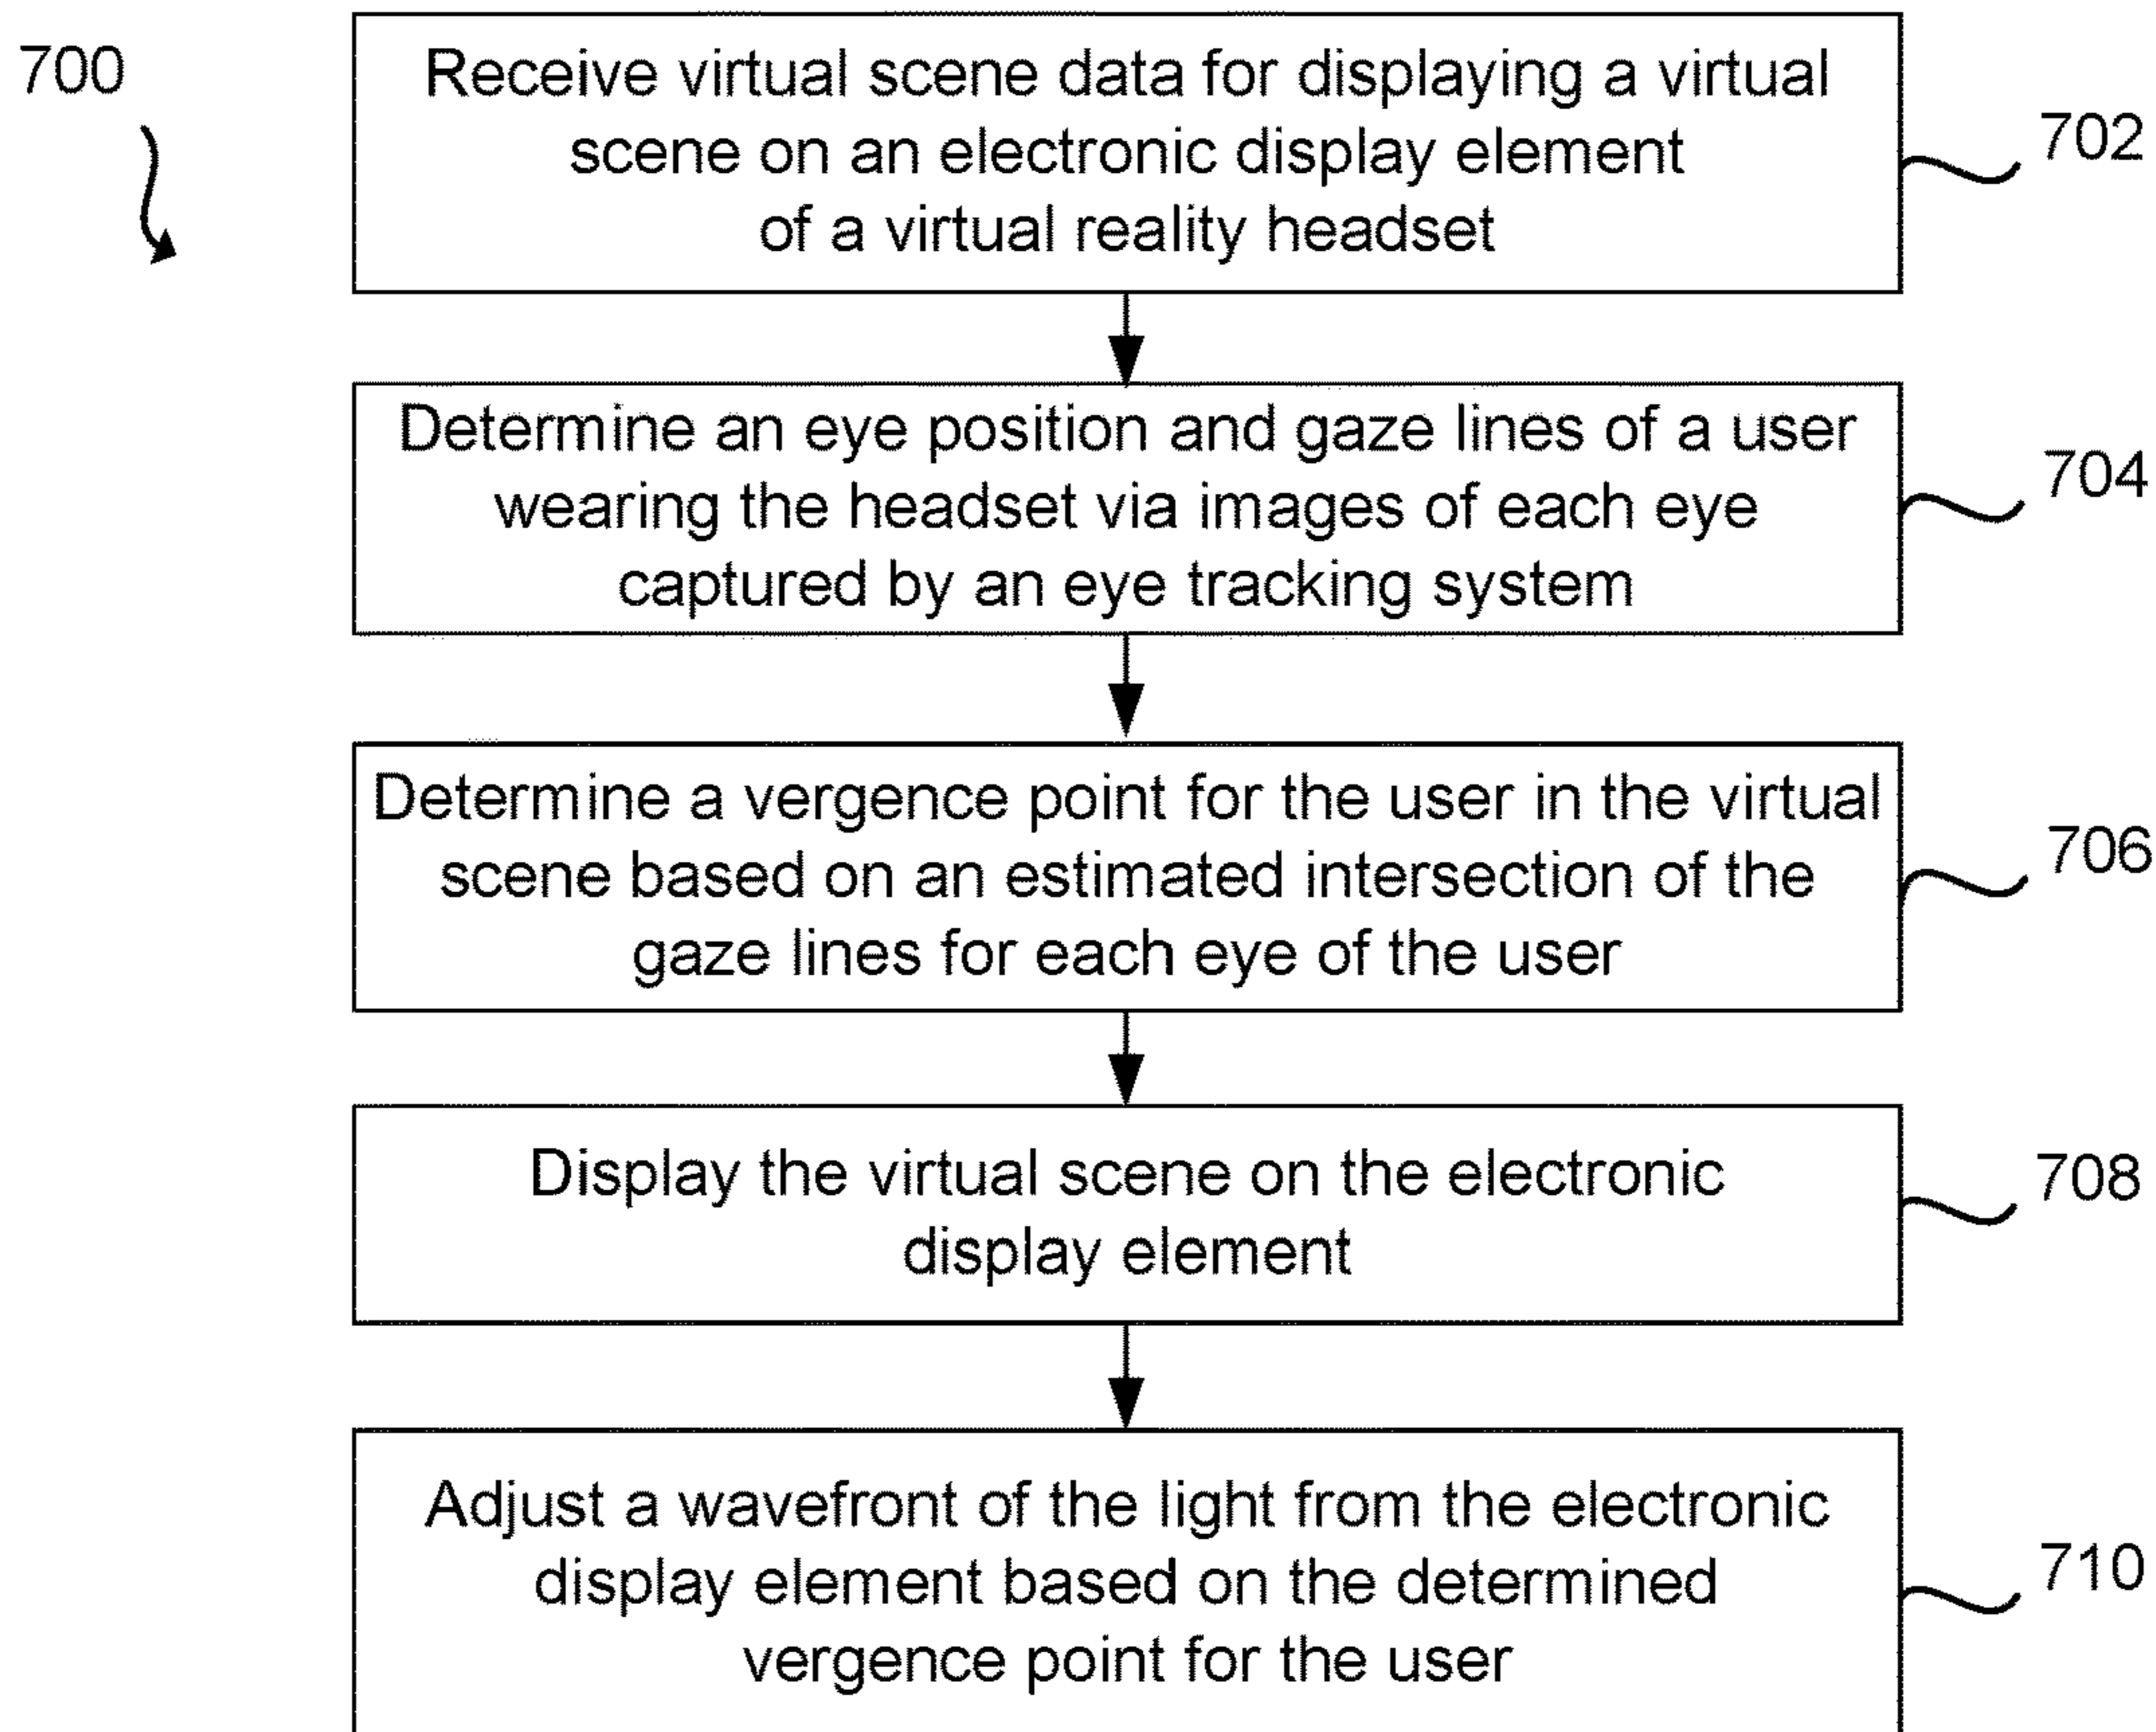 700
Receive virtual scene data for displaying a virtual
scene on an electronic display element
of a virtual reality headset
702
Determine an eye position and gaze lines of a user
wearing the headset via images of each eye
captured by an eye tracking system
704
Determine a vergence point for the user in the virtual
scene based on an estimated intersection of the
gaze lines for each eye of the user
706
Display the virtual scene on the electronic
display element
708
Adjust a wavefront of the light from the electronic
display element based on the determined
vergence point for the user
710